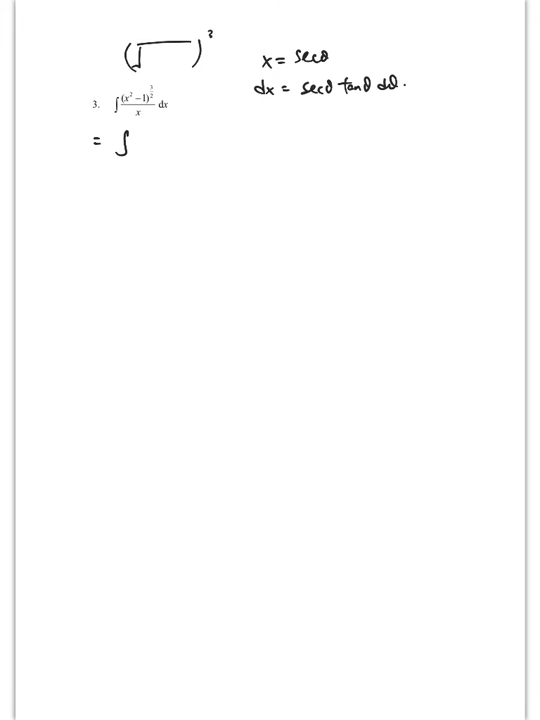 (√‾‾‾‾)³
x = secθ
dx = secθ tanθ dθ.
3. ∫ (x² − 1)^(3/2) / x dx
= ∫